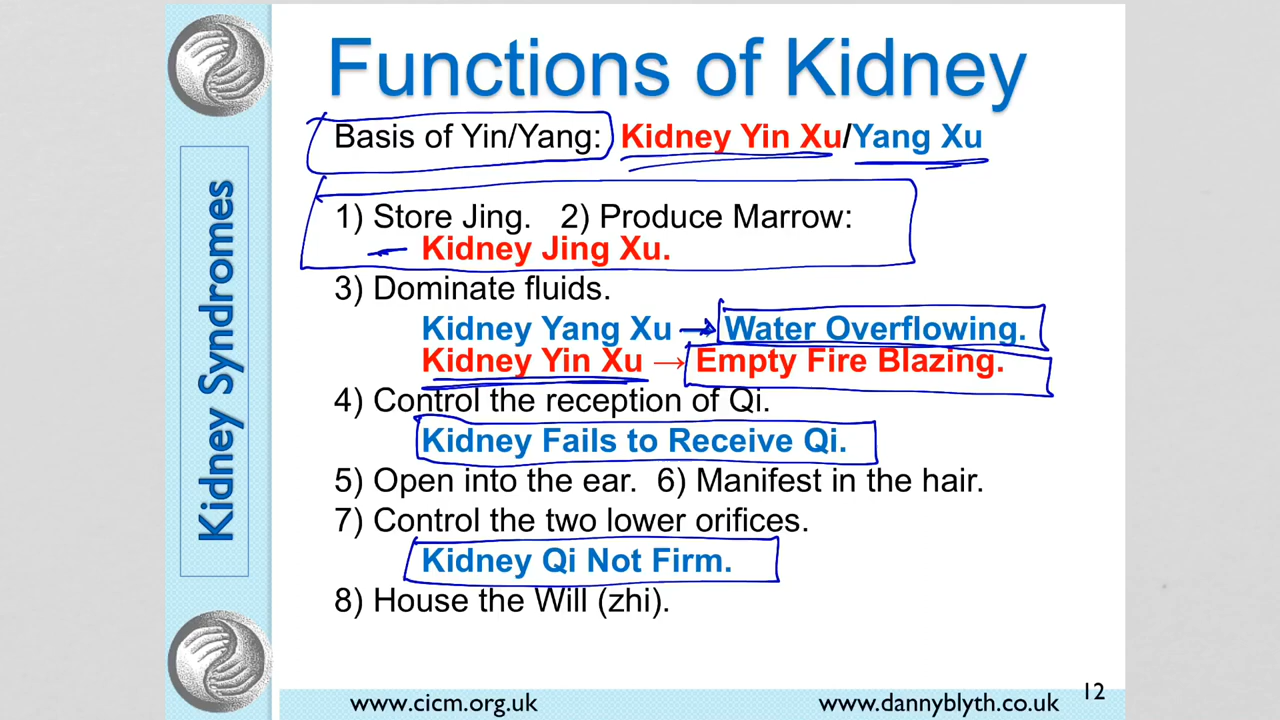 Functions of Kidney
Basis of Yin/Yang: Kidney Yin Xu/Yang Xu
1) Store Jing. 2) Produce Marrow:
Kidney Jing Xu.
3) Dominate fluids.
Kidney Yang Xu → Water Overflowing.
Kidney Yin Xu → Empty Fire Blazing.
4) Control the reception of Qi.
Kidney Fails to Receive Qi.
5) Open into the ear. 6) Manifest in the hair.
7) Control the two lower orifices.
Kidney Qi Not Firm.
8) House the Will (zhi).
Kidney Syndromes
www.cicm.org.uk
www.dannyblyth.co.uk
12